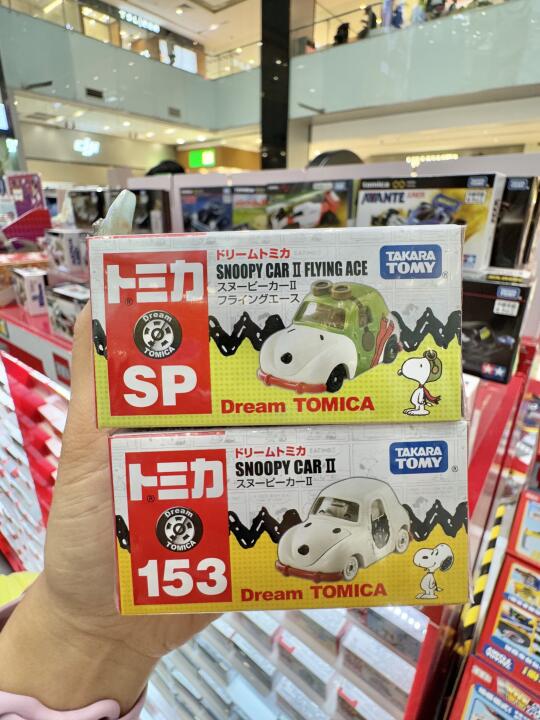 TAKARA
TOMY
ドリームトミカ
SNOOPY CAR II FLYING ACE
スヌーピーカーII
フライングエース
トミカ
®
Dream
TOMICA
SP
Dream TOMICA
TAKARA
TOMY
ドリームトミカ
SNOOPY CAR II
スヌーピーカーII
トミカ
®
Dream
TOMICA
153
Dream TOMICA
tomica
AVANTE
dji